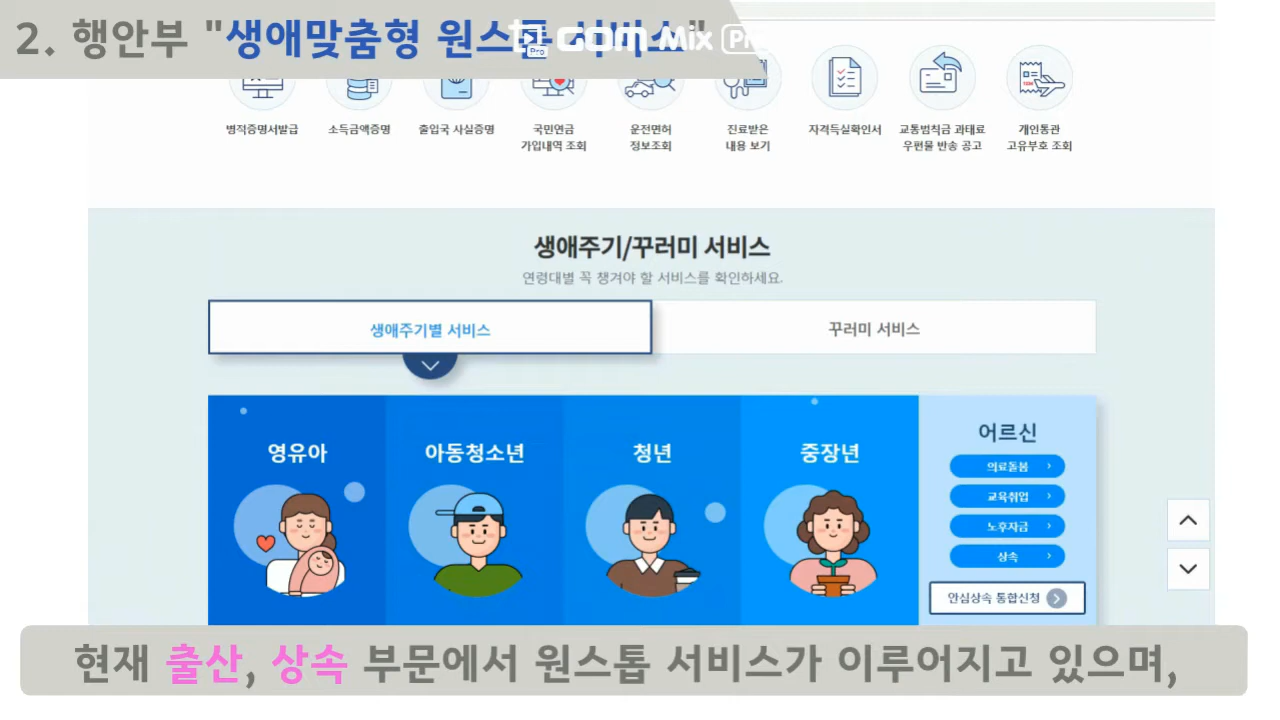 2. 행안부 "생애맞춤형 원스톱 서비스"
GOM Mix Pro
병적증명서발급
소득금액증명
출입국 사실증명
국민연금
가입내역 조회
운전면허
정보조회
진료받은
내용 보기
자격득실확인서
교통범칙금 과태료
우편물 반송 공고
개인통관
고유부호 조회
생애주기/꾸러미 서비스
연령대별 꼭 챙겨야 할 서비스를 확인하세요.
생애주기별 서비스
꾸러미 서비스
영유아
아동청소년
청년
중장년
어르신
의료돌봄
교육취업
노후자금
상속
안심상속 통합신청
현재 출산, 상속 부문에서 원스톱 서비스가 이루어지고 있으며,